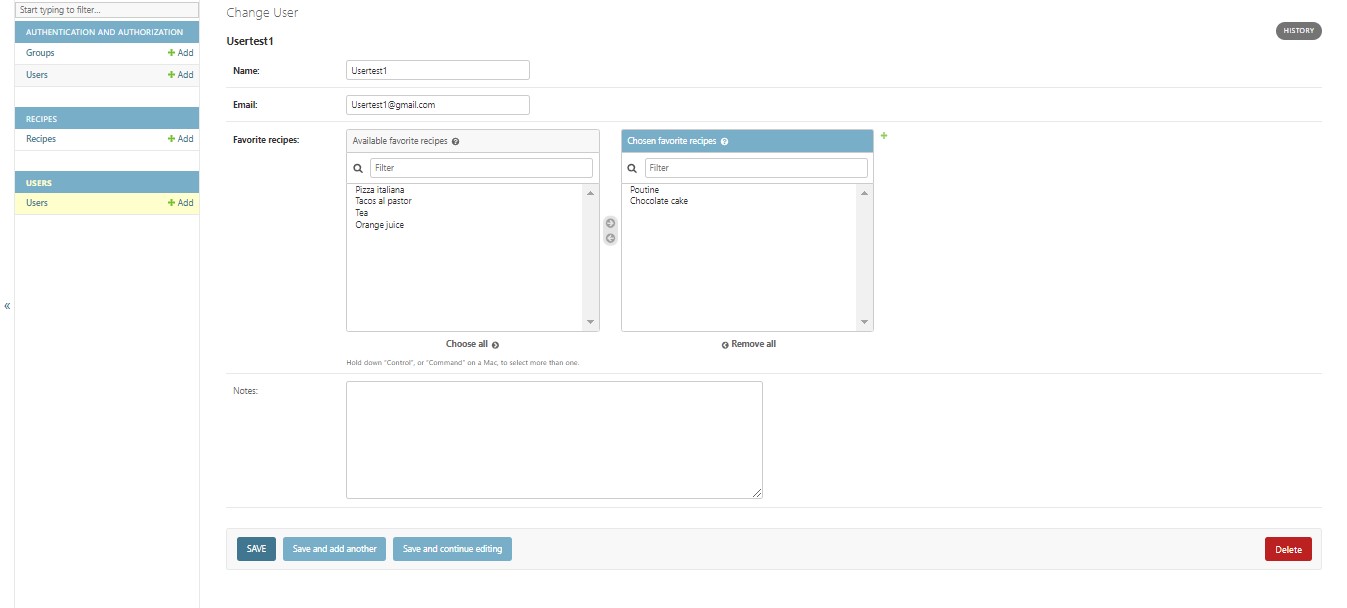 Start typing to filter...
AUTHENTICATION AND AUTHORIZATION
Groups
Add
Users
Add
RECIPES
Recipes
Add
USERS
Users
Add
«
Change User
HISTORY
Usertest1
Name:
Usertest1
Email:
Usertest1@gmail.com
Favorite recipes:
Available favorite recipes
Filter
Pizza italiana
Tacos al pastor
Tea
Orange juice
Choose all
Chosen favorite recipes
Filter
Poutine
Chocolate cake
Remove all
Hold down "Control", or "Command" on a Mac, to select more than one.
Notes:
SAVE
Save and add another
Save and continue editing
Delete